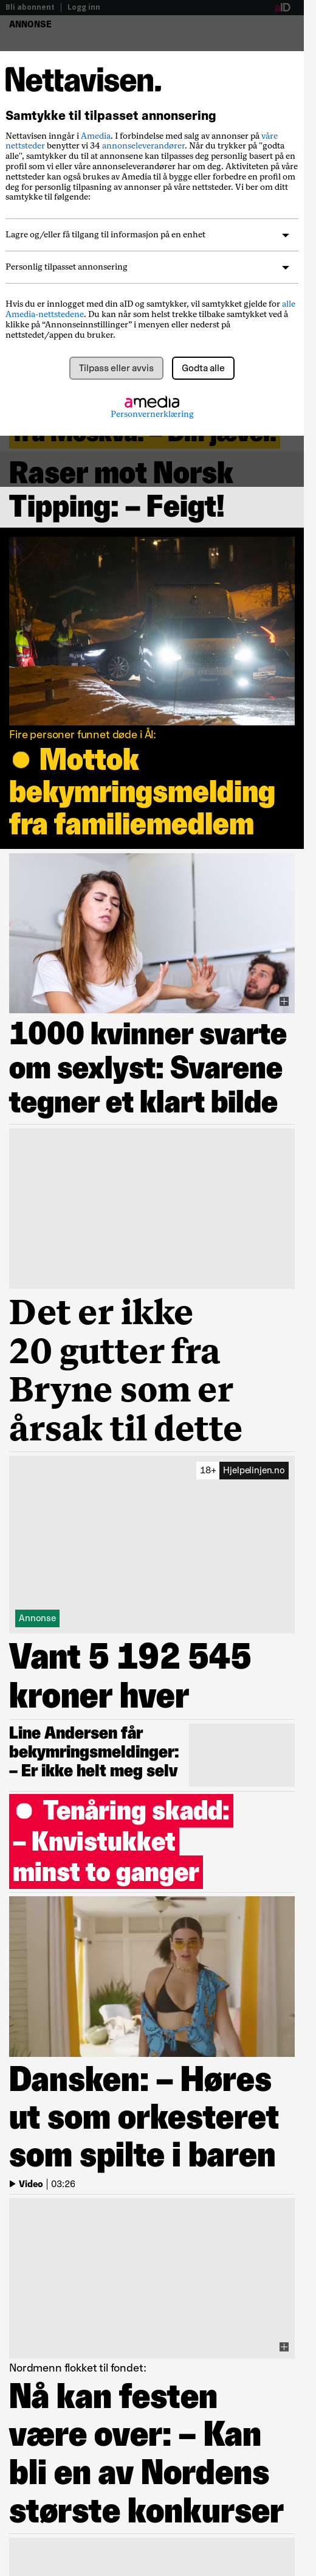 Bli abonnent | Logg inn
aID
ANNONSE
Nettavisen.
Samtykke til tilpasset annonsering
Nettavisen inngår i Amedia. I forbindelse med salg av annonser på våre
nettsteder benytter vi 34 annonseleverandører. Når du trykker på "godta
alle", samtykker du til at annonsene kan tilpasses deg personlig basert på en
profil som vi eller våre annonseleverandører har om deg. Aktiviteten på våre
nettsteder kan også brukes av Amedia til å bygge eller forbedre en profil om
deg for personlig tilpasning av annonser på våre nettsteder. Vi ber om ditt
samtykke til følgende:
Lagre og/eller få tilgang til informasjon på en enhet
Personlig tilpasset annonsering
Hvis du er innlogget med din aID og samtykker, vil samtykket gjelde for alle
Amedia-nettstedene. Du kan når som helst trekke tilbake samtykket ved å
klikke på “Annonseinnstillinger” i menyen eller nederst på
nettstedet/appen du bruker.
Tilpass eller avvis
Godta alle
amedia
Personvernerklæring
fra Moskva: – Din jævel!
Raser mot Norsk
Tipping: – Feigt!
Fire personer funnet døde i Ål:
Mottok
bekymringsmelding
fra familiemedlem
1000 kvinner svarte
om sexlyst: Svarene
tegner et klart bilde
Det er ikke
20 gutter fra
Bryne som er
årsak til dette
18+ Hjelpelinjen.no
Annonse
Vant 5 192 545
kroner hver
Line Andersen får
bekymringsmeldinger:
– Er ikke helt meg selv
Tenåring skadd:
– Knvistukket
minst to ganger
Dansken: – Høres
ut som orkesteret
som spilte i baren
Video | 03:26
Nordmenn flokket til fondet:
Nå kan festen
være over: – Kan
bli en av Nordens
største konkurser